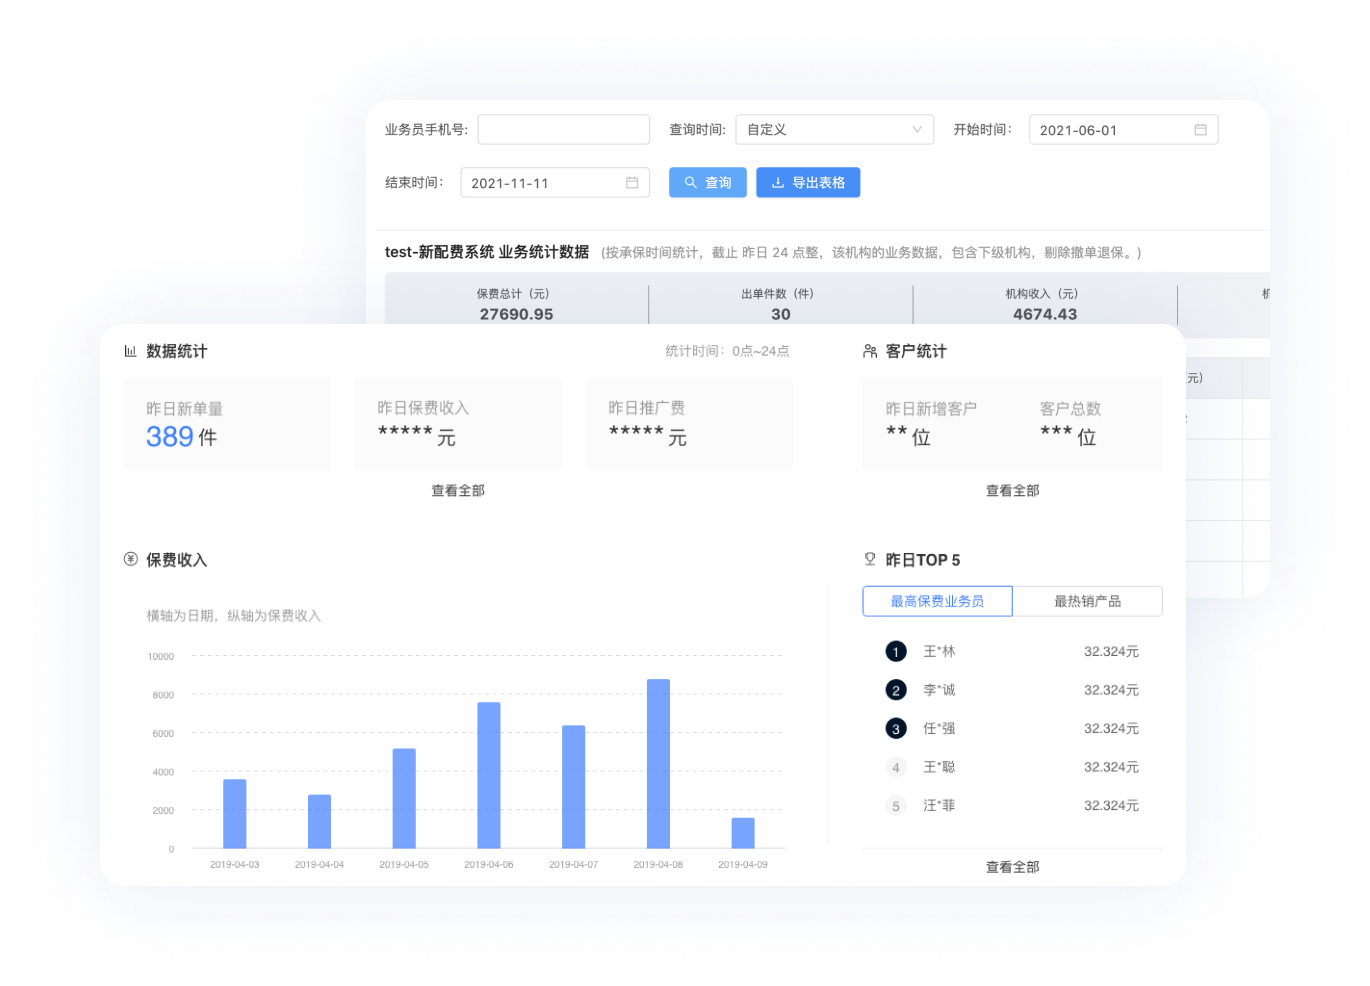 业务员手机号: 查询时间: 自定义 开始时间: 2021-06-01
结束时间: 2021-11-11 查询 导出表格
test-新配费系统 业务统计数据 (按承保时间统计，截止 昨日 24 点整，该机构的业务数据，包含下级机构，剔除撤单退保。)
保费总计（元） 出单件数（件） 机构收入（元）
27690.95 30 4674.43
元）
数据统计 统计时间：0点~24点
昨日新单量 昨日保费收入 昨日推广费
389 件 ***** 元 ***** 元
查看全部
客户统计
昨日新增客户 客户总数
** 位 *** 位
查看全部
保费收入
横轴为日期，纵轴为保费收入
10000
8000
6000
4000
2000
0
2019-04-03 2019-04-04 2019-04-05 2019-04-06 2019-04-07 2019-04-08 2019-04-09
昨日TOP 5
最高保费业务员 最热销产品
1 王*林 32.324元
2 李*诚 32.324元
3 任*强 32.324元
4 王*聪 32.324元
5 汪*菲 32.324元
查看全部